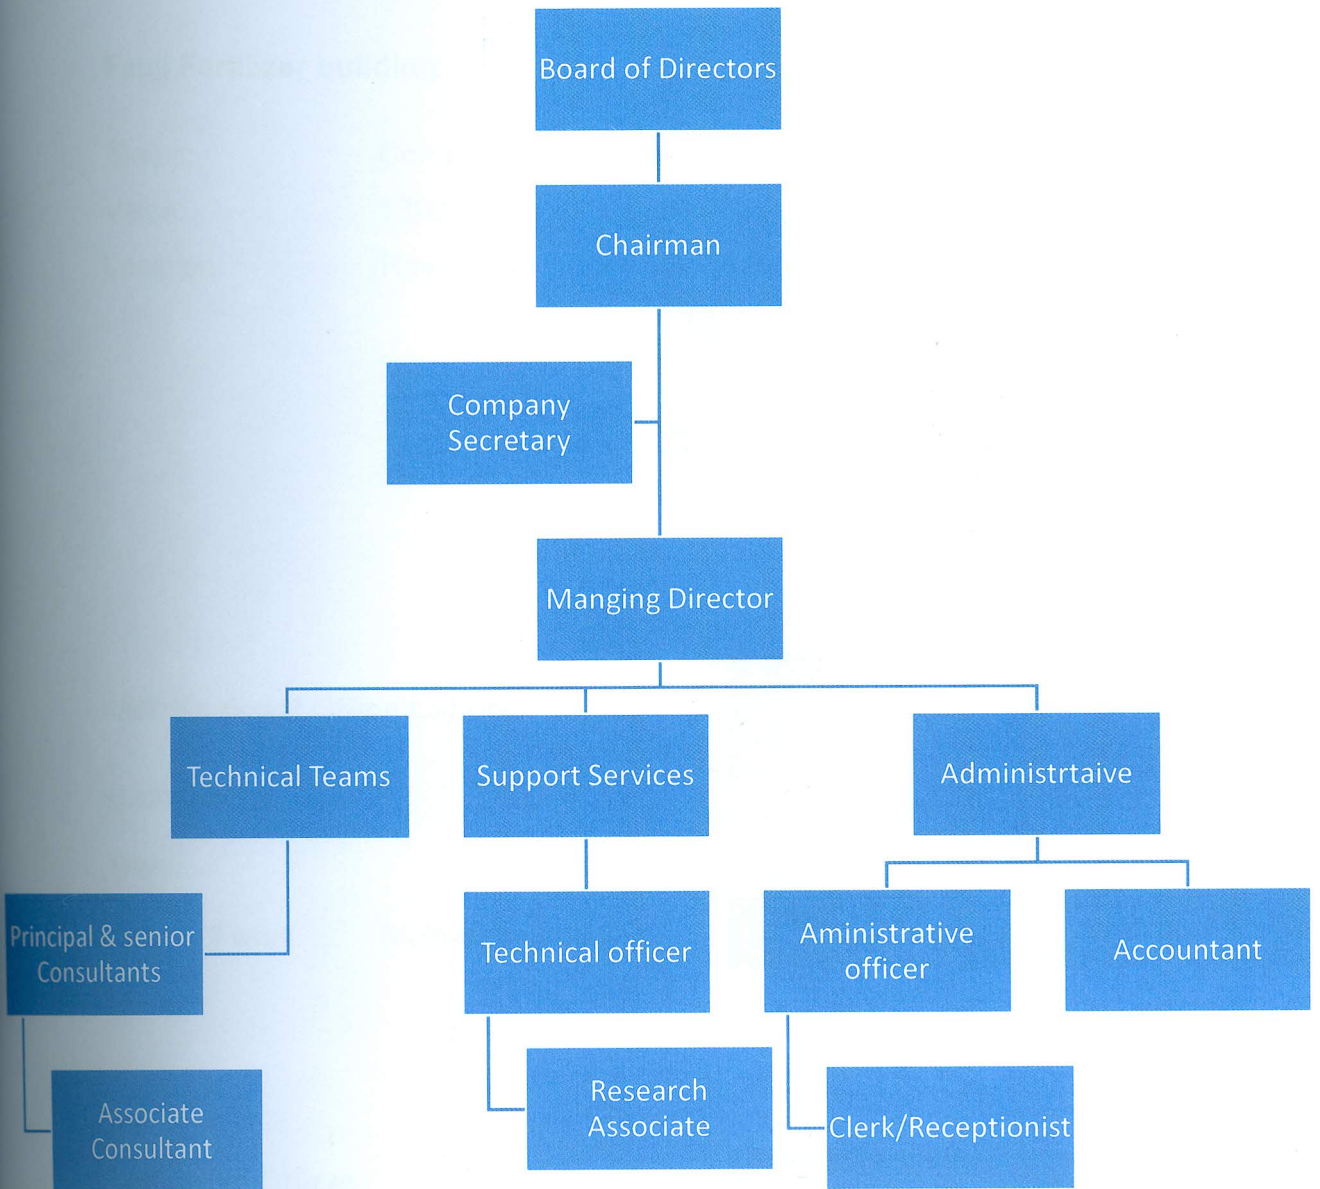 Board of Directors
Chairman
Company
Secretary
Manging Director
Technical Teams
Support Services
Administrtaive
Principal & senior
Consultants
Technical officer
Aministrative
officer
Accountant
Associate
Consultant
Research
Associate
Clerk/Receptionist